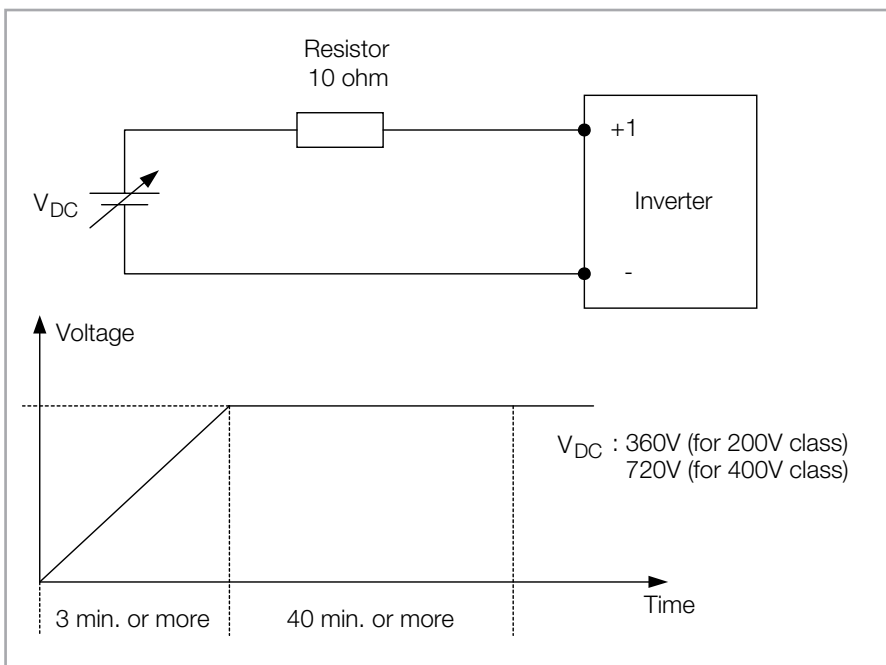 Resistor
10 ohm
+1
VDC
Inverter
-
Voltage
VDC : 360V (for 200V class)
720V (for 400V class)
Time
3 min. or more
40 min. or more